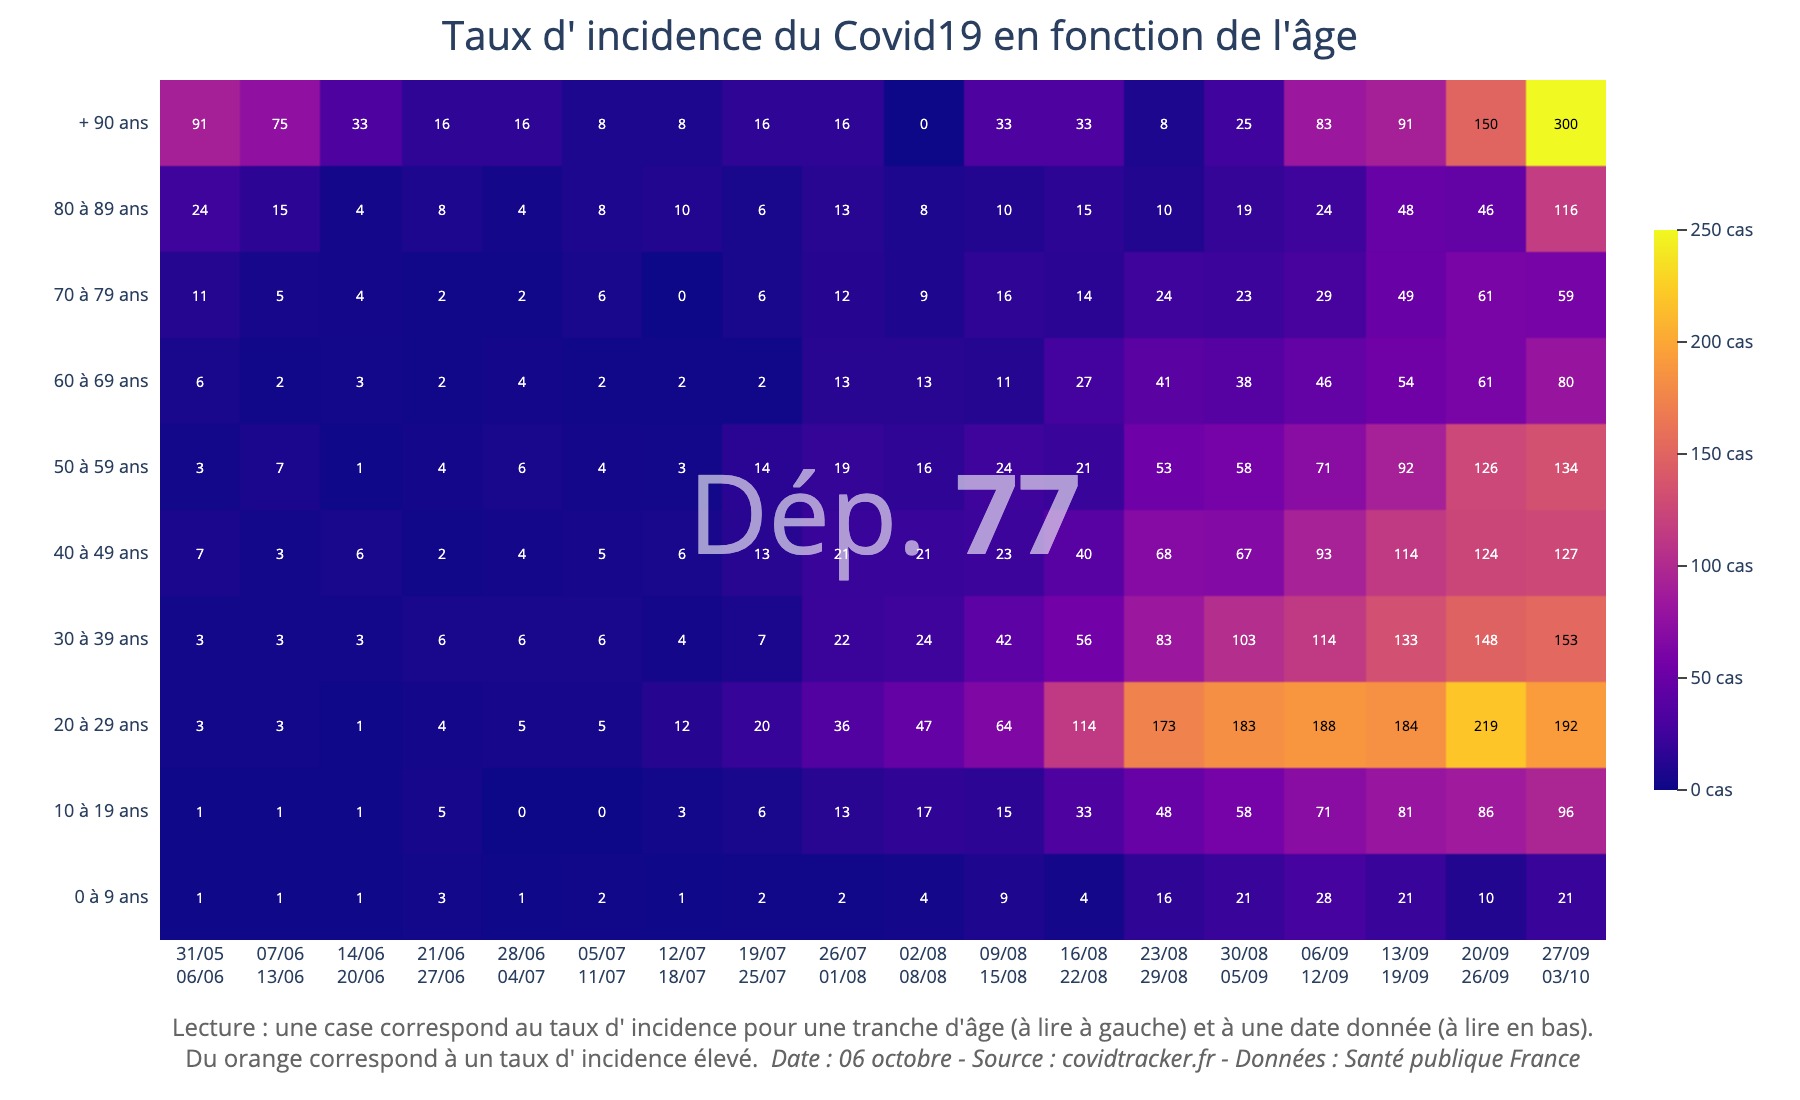 Taux d' incidence du Covid19 en fonction de l'âge
+ 90 ans 91 75 33 16 16 8 8 16 16 0 33 33 8 25 83 91 150 300
80 à 89 ans 24 15 4 8 4 8 10 6 13 8 10 15 10 19 24 48 46 116
70 à 79 ans 11 5 4 2 2 6 0 6 12 9 16 14 24 23 29 49 61 59
60 à 69 ans 6 2 3 2 4 2 2 2 13 13 11 27 41 38 46 54 61 80
50 à 59 ans 3 7 1 4 6 4 3 14 19 16 24 21 53 58 71 92 126 134
Dép. 77
40 à 49 ans 7 3 6 2 4 5 6 13 21 21 23 40 68 67 93 114 124 127
30 à 39 ans 3 3 3 6 6 6 4 7 22 24 42 56 83 103 114 133 148 153
20 à 29 ans 3 3 1 4 5 5 12 20 36 47 64 114 173 183 188 184 219 192
10 à 19 ans 1 1 1 5 0 0 3 6 13 17 15 33 48 58 71 81 86 96
0 à 9 ans 1 1 1 3 1 2 1 2 2 4 9 4 16 21 28 21 10 21
31/05 07/06 14/06 21/06 28/06 05/07 12/07 19/07 26/07 02/08 09/08 16/08 23/08 30/08 06/09 13/09 20/09 27/09
06/06 13/06 20/06 27/06 04/07 11/07 18/07 25/07 01/08 08/08 15/08 22/08 29/08 05/09 12/09 19/09 26/09 03/10
250 cas
200 cas
150 cas
100 cas
50 cas
0 cas
Lecture : une case correspond au taux d' incidence pour une tranche d'âge (à lire à gauche) et à une date donnée (à lire en bas).
Du orange correspond à un taux d' incidence élevé. Date : 06 octobre - Source : covidtracker.fr - Données : Santé publique France